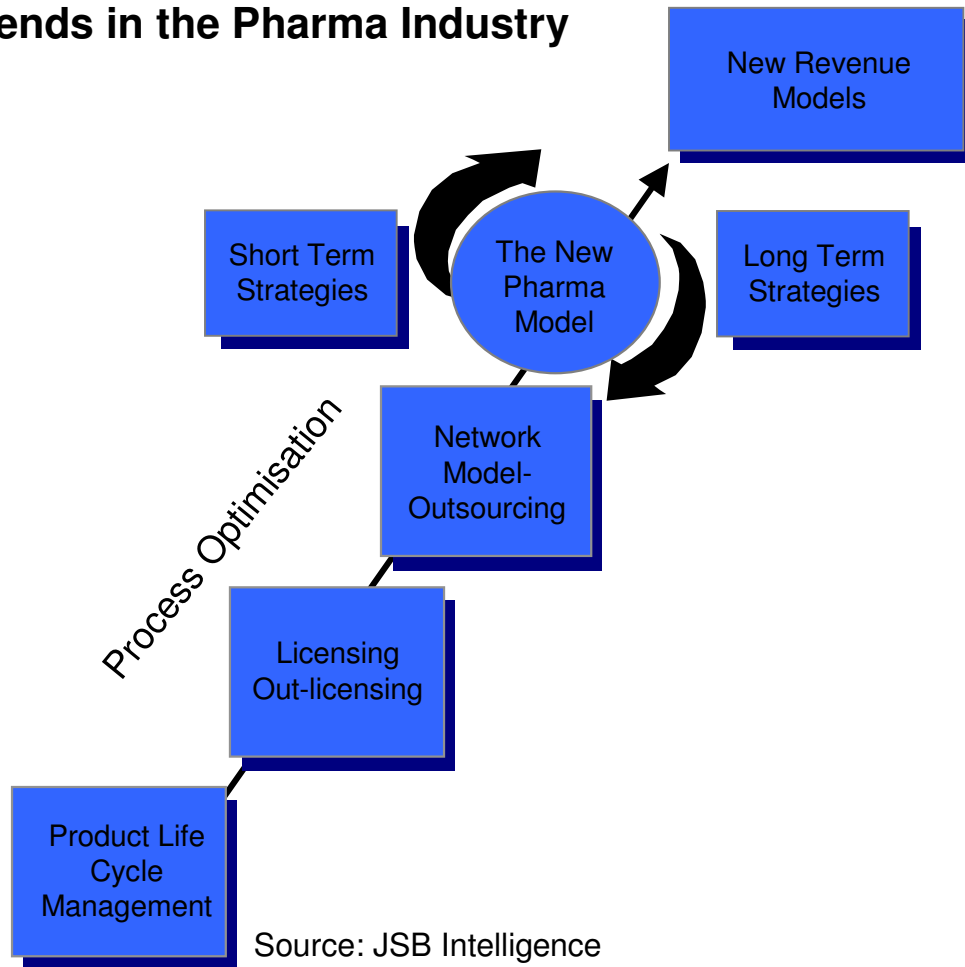 ends in the Pharma Industry
New Revenue
Models
Short Term
Strategies
The New
Pharma
Model
Long Term
Strategies
Network
Model-
Outsourcing
Process Optimisation
Licensing
Out-licensing
Product Life
Cycle
Management
Source: JSB Intelligence